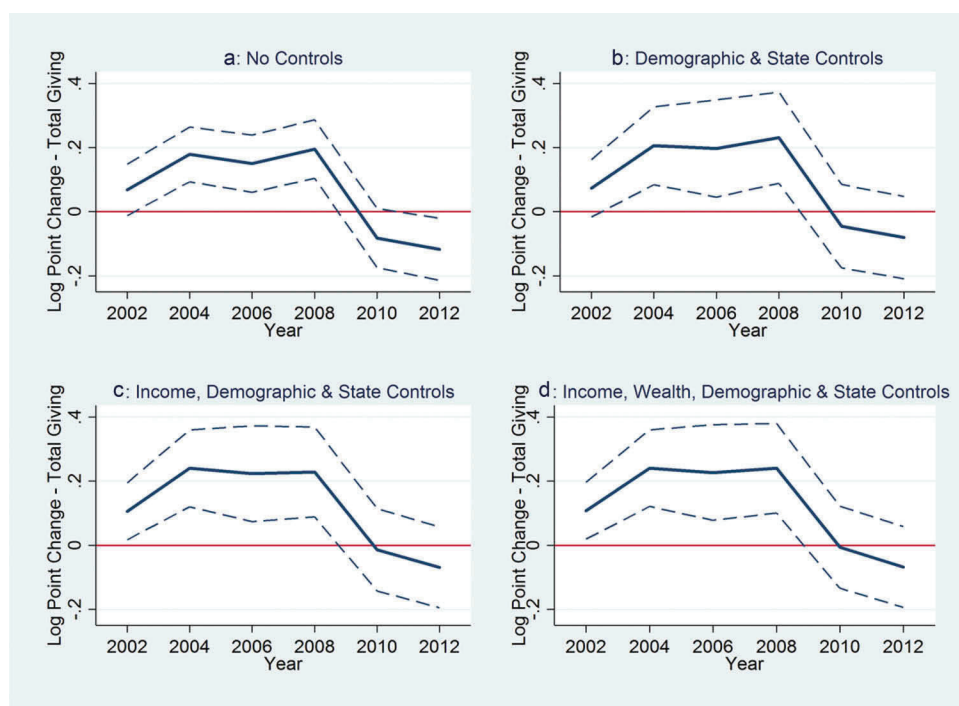 a: No Controls
Log Point Change - Total Giving
.4
.2
0
-.2
2002 2004 2006 2008 2010 2012
Year
b: Demographic & State Controls
Log Point Change - Total Giving
.4
.2
0
-.2
2002 2004 2006 2008 2010 2012
Year
c: Income, Demographic & State Controls
Log Point Change - Total Giving
.4
.2
0
-.2
2002 2004 2006 2008 2010 2012
Year
d: Income, Wealth, Demographic & State Controls
Log Point Change - Total Giving
.4
.2
0
-.2
2002 2004 2006 2008 2010 2012
Year